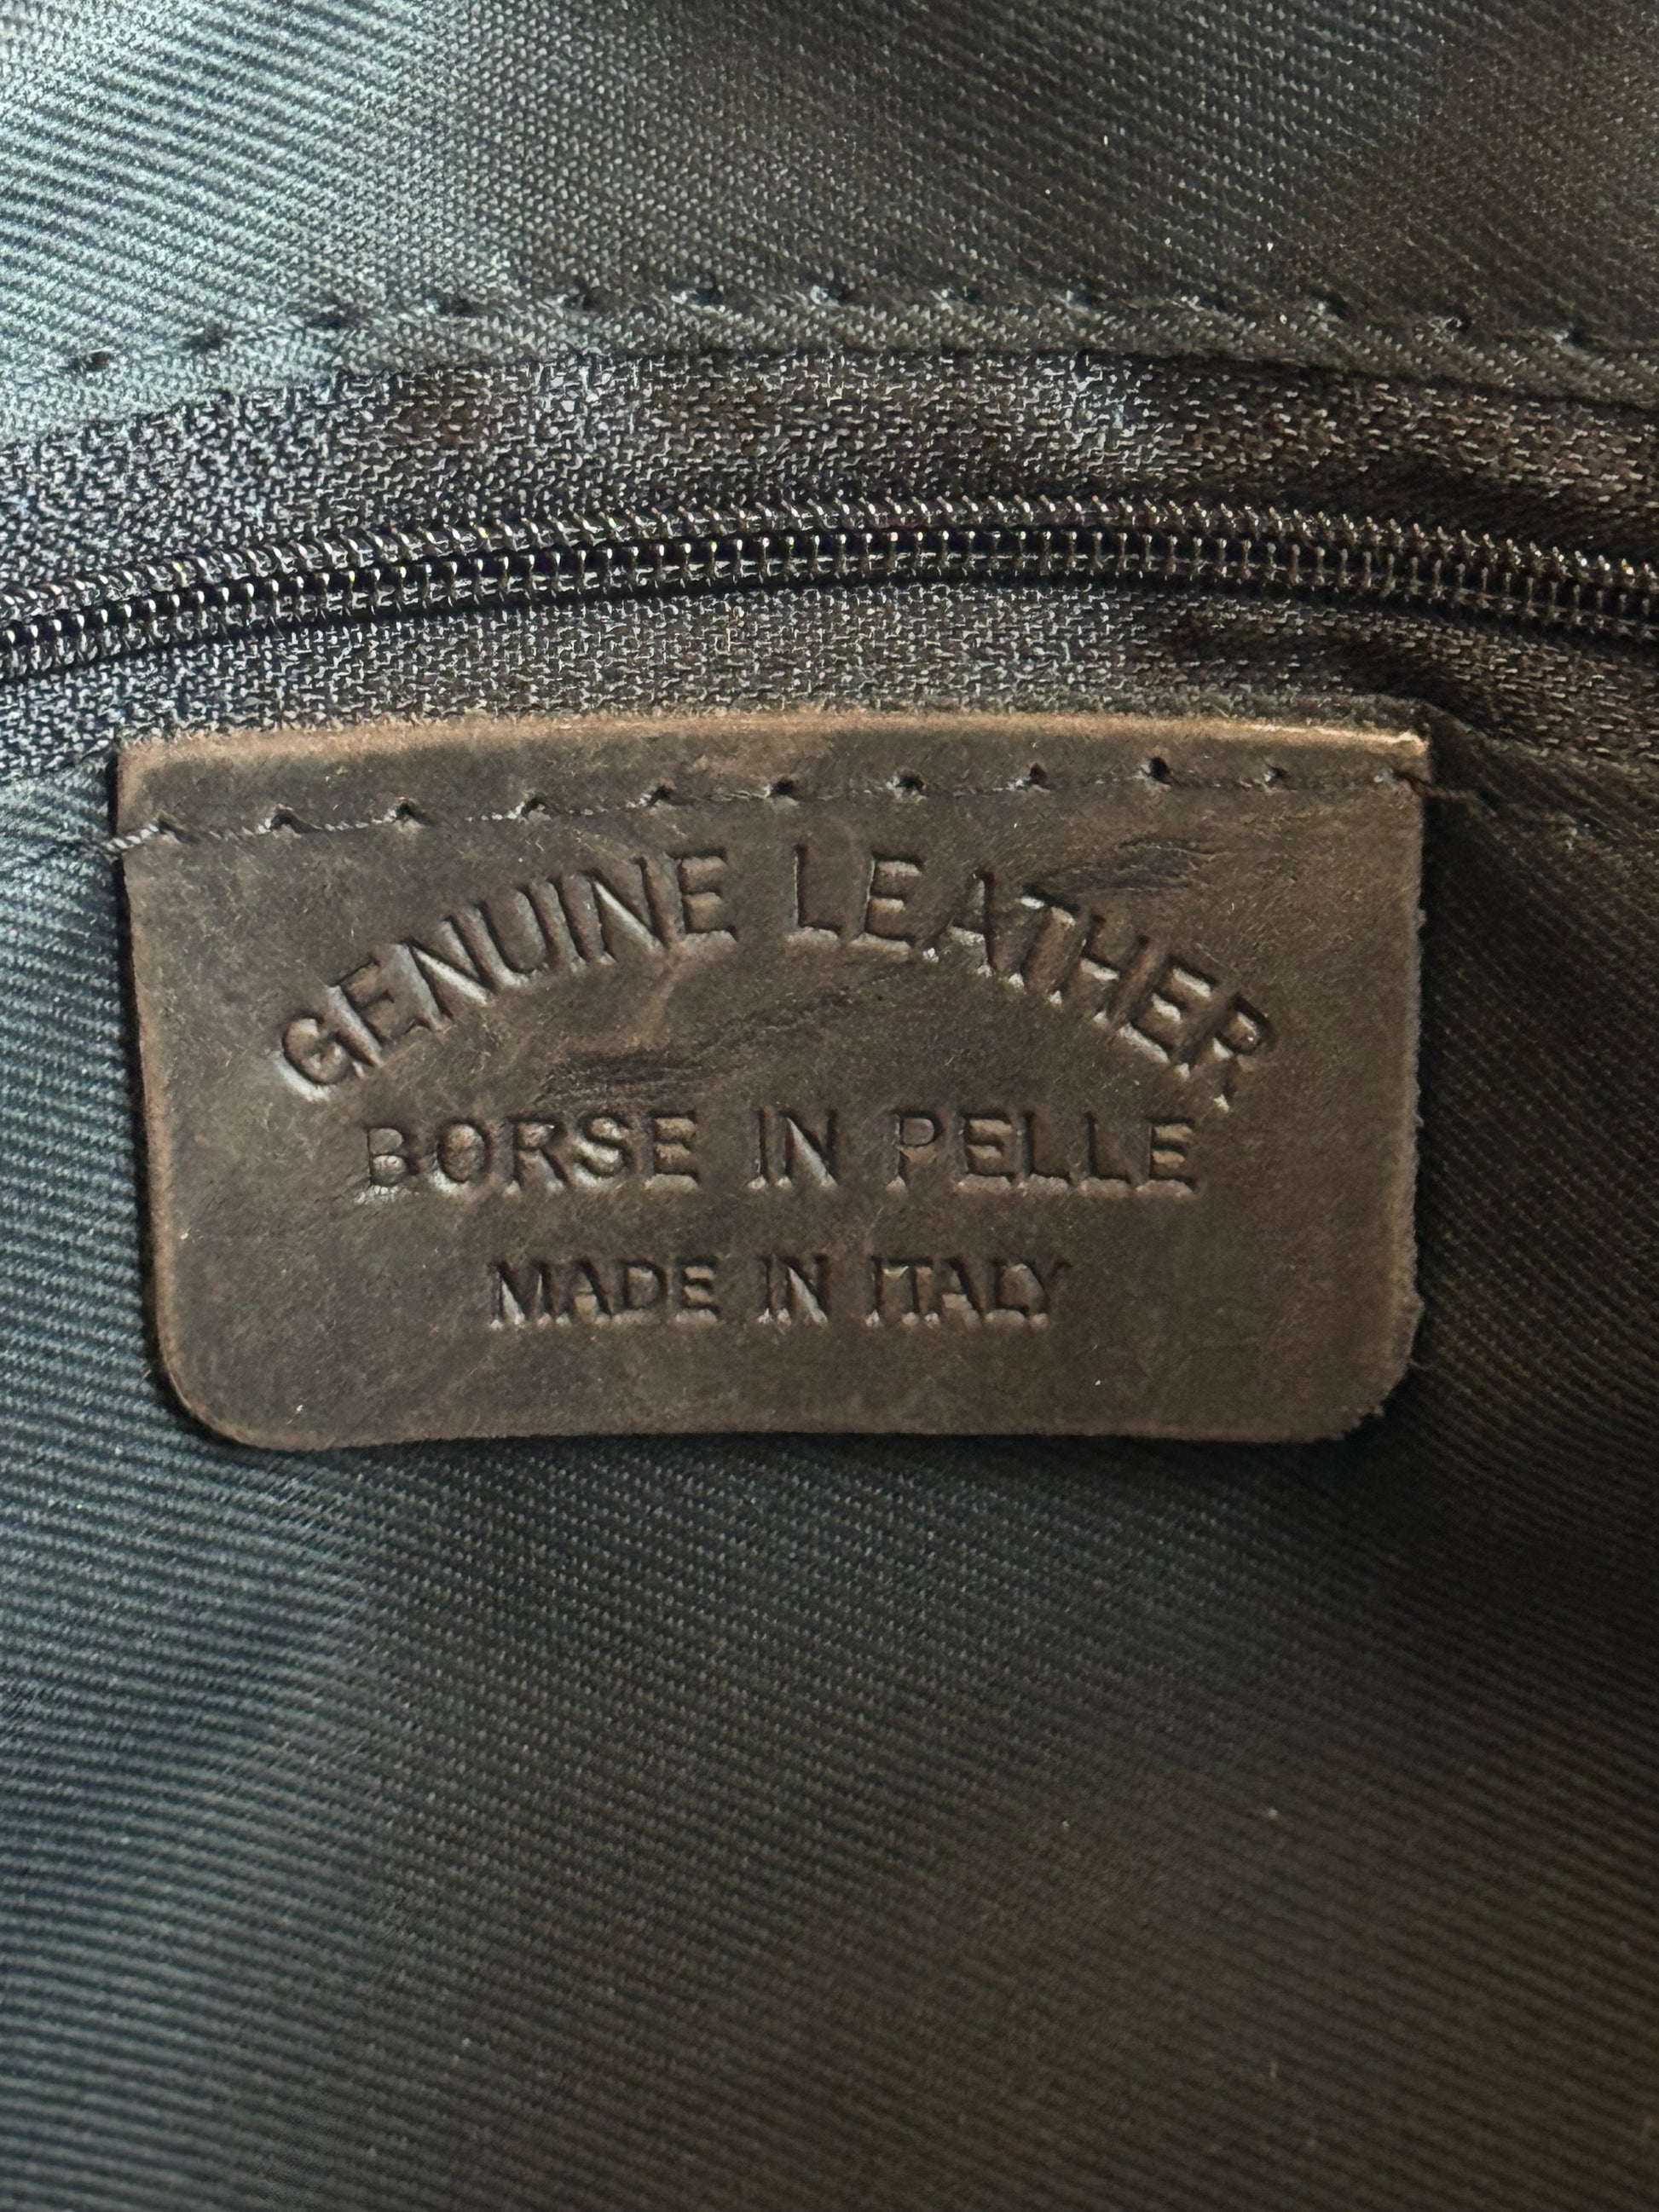 GENUINE LEATHER
BORSE IN PELLE
MADE IN ITALY